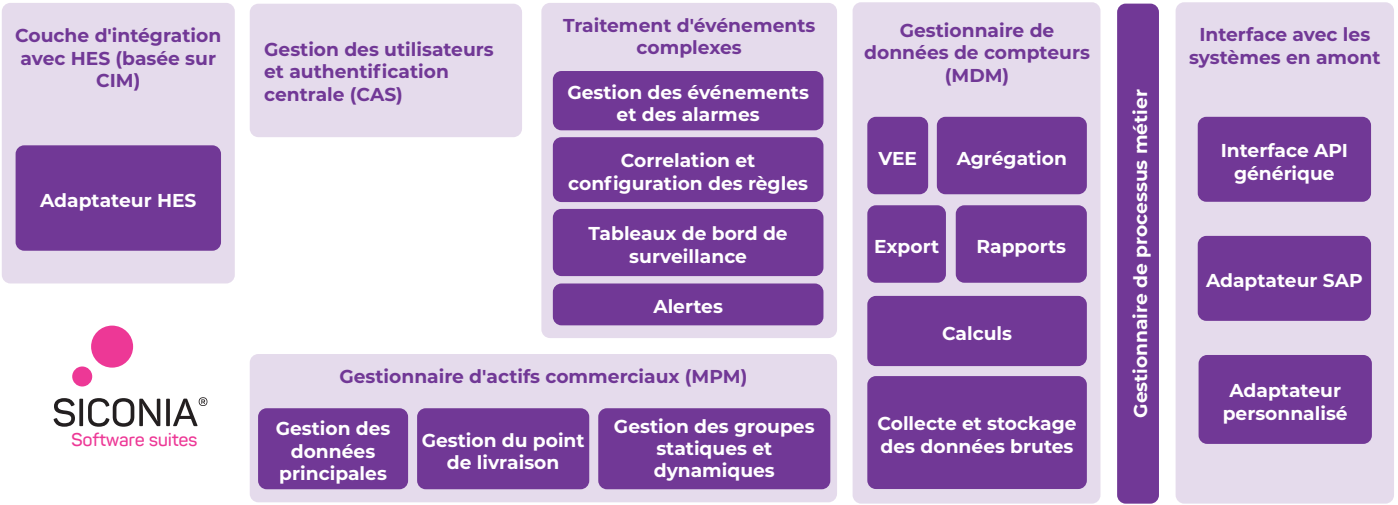 Couche d'intégration
avec HES (basée sur
CIM)
Adaptateur HES
Gestion des utilisateurs
et authentification
centrale (CAS)
Traitement d'événements
complexes
Gestion des événements
et des alarmes
Correlation et
configuration des règles
Tableaux de bord de
surveillance
Alertes
Gestionnaire de
données de compteurs
(MDM)
VEE
Agrégation
Export
Rapports
Calculs
Collecte et stockage
des données brutes
Gestionnaire de processus métier
Interface avec les
systèmes en amont
Interface API
générique
Adaptateur SAP
Adaptateur
personnalisé
SICONIA®
Software suites
Gestionnaire d'actifs commerciaux (MPM)
Gestion des
données
principales
Gestion du point
de livraison
Gestion des groupes
statiques et
dynamiques